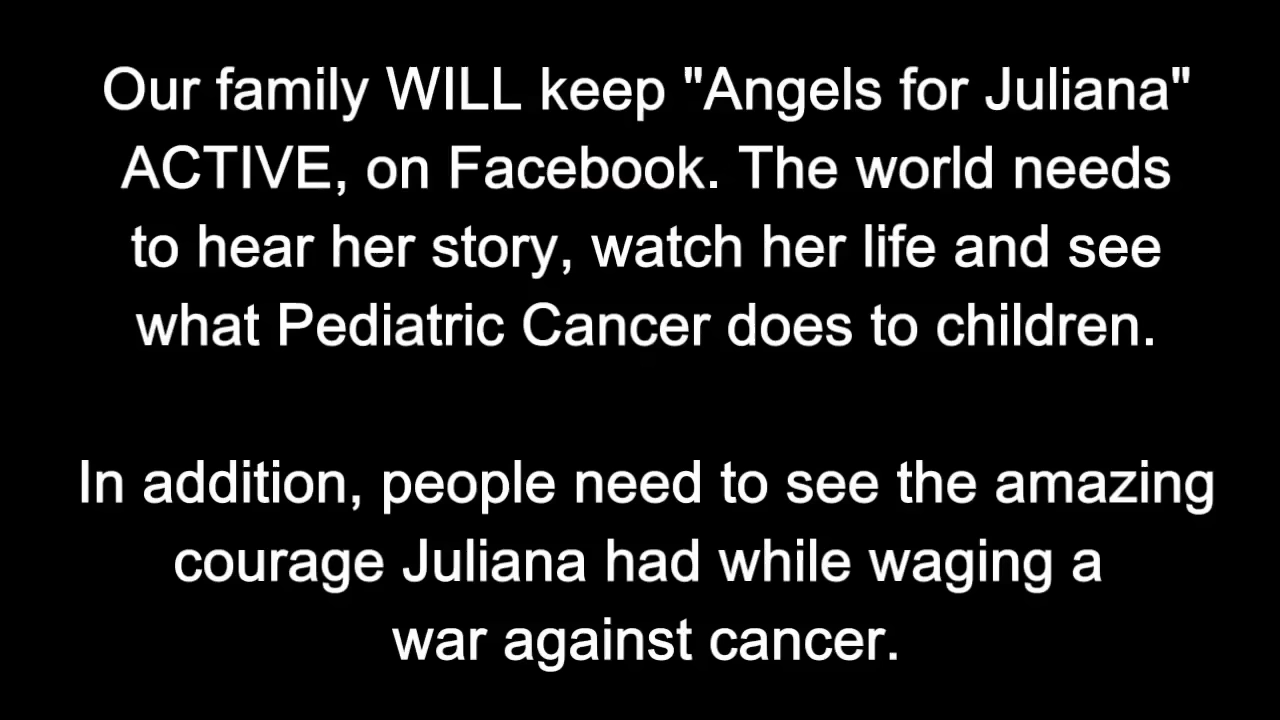 Our family WILL keep "Angels for Juliana"
ACTIVE, on Facebook. The world needs
to hear her story, watch her life and see
what Pediatric Cancer does to children.
In addition, people need to see the amazing
courage Juliana had while waging a
war against cancer.